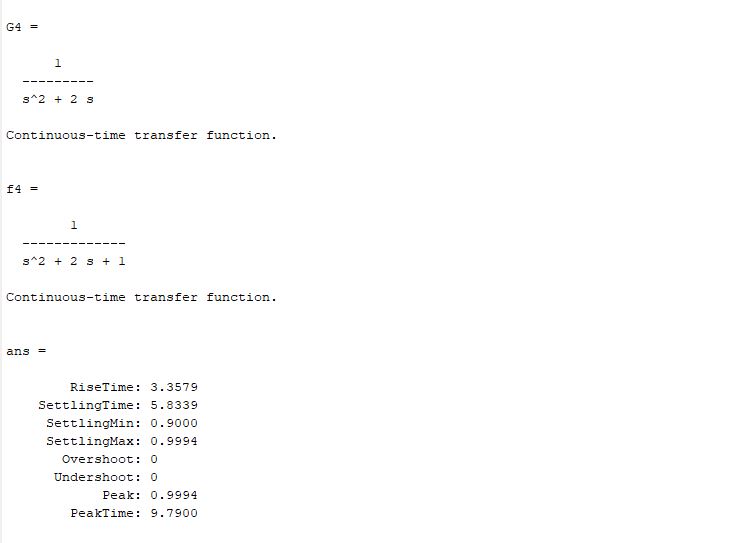 G4 =
1
---------
s^2 + 2 s
Continuous-time transfer function.
f4 =
1
-------------
s^2 + 2 s + 1
Continuous-time transfer function.
ans =
RiseTime: 3.3579
SettlingTime: 5.8339
SettlingMin: 0.9000
SettlingMax: 0.9994
Overshoot: 0
Undershoot: 0
Peak: 0.9994
PeakTime: 9.7900